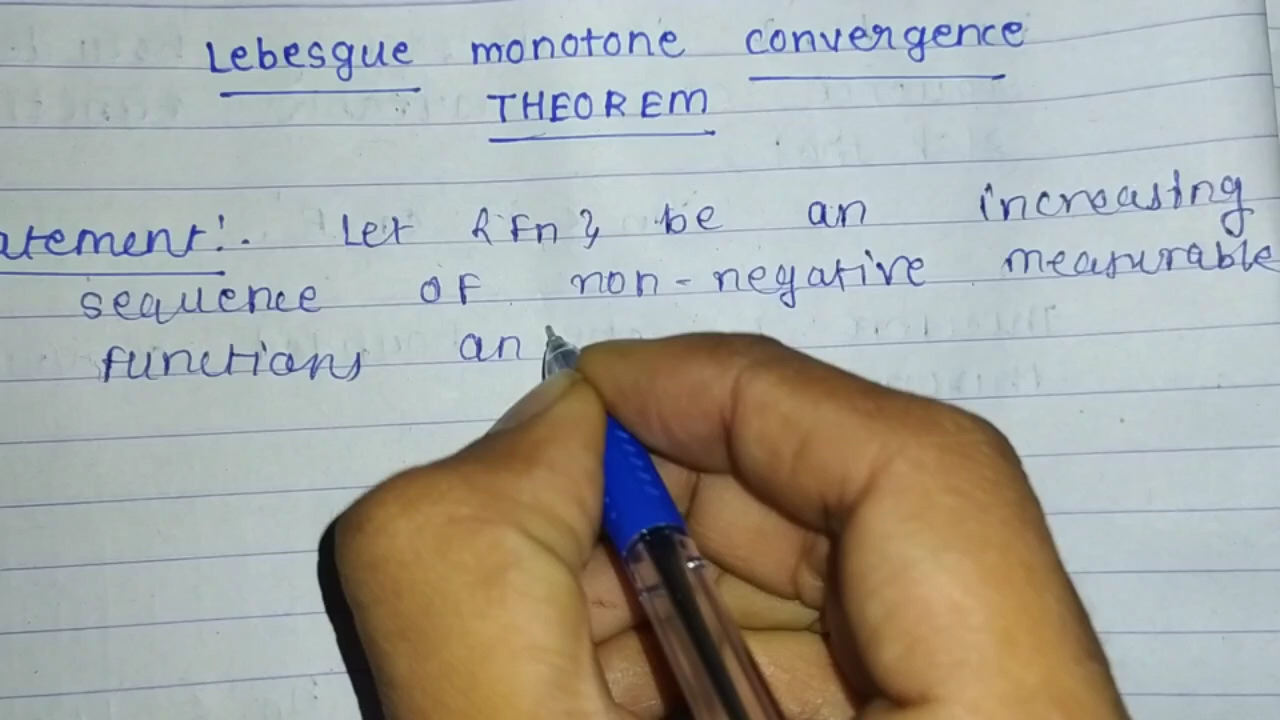 Lebesgue monotone convergence
THEOREM
atement:. Let {Fn} be an increasing
sequence of non-negative measurable
functions an